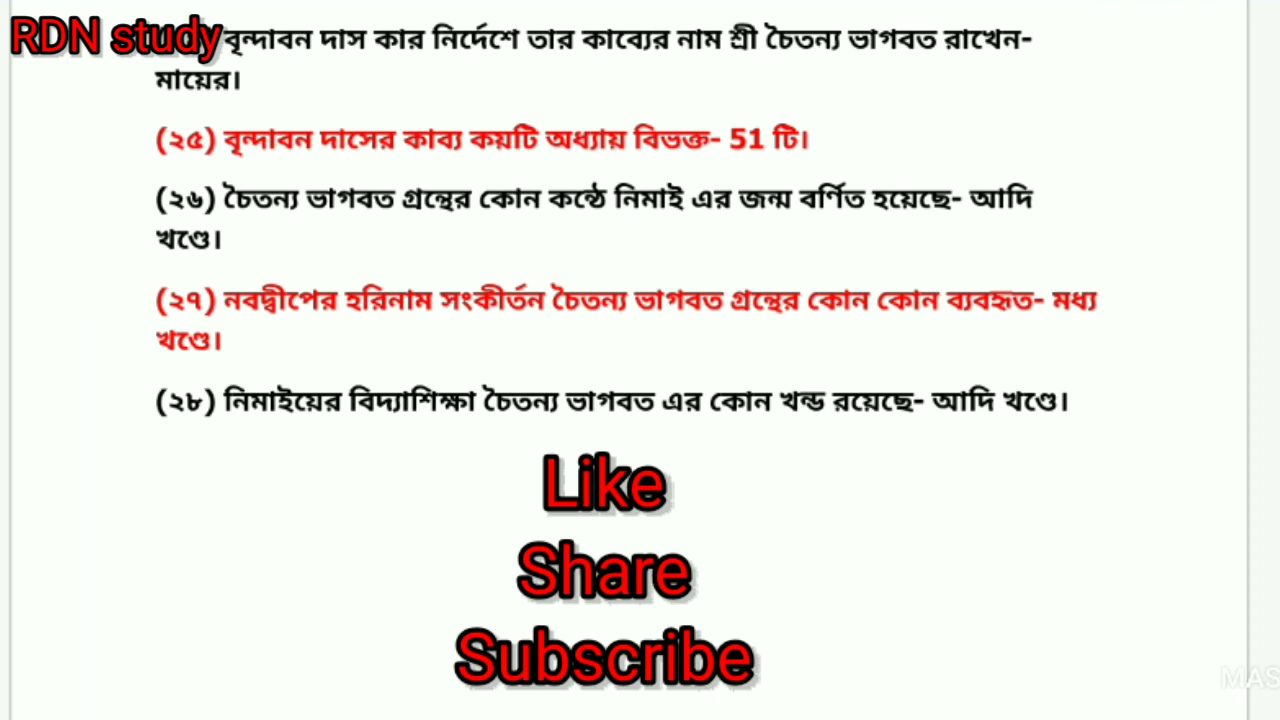 RDN study
বৃন্দাবন দাস কার নির্দেশে তার কাব্যের নাম শ্রী চৈতন্য ভাগবত রাখেন-
মায়ের।
(২৫) বৃন্দাবন দাসের কাব্য কয়টি অধ্যায় বিভক্ত- 51 টি।
(২৬) চৈতন্য ভাগবত গ্রন্থের কোন কন্ঠে নিমাই এর জন্ম বর্ণিত হয়েছে- আদি
খণ্ডে।
(২৭) নবদ্বীপের হরিনাম সংকীর্তন চৈতন্য ভাগবত গ্রন্থের কোন কোন ব্যবহৃত- মধ্য
খণ্ডে।
(২৮) নিমাইয়ের বিদ্যাশিক্ষা চৈতন্য ভাগবত এর কোন খন্ড রয়েছে- আদি খণ্ডে।
Like
Share
Subscribe
MAS